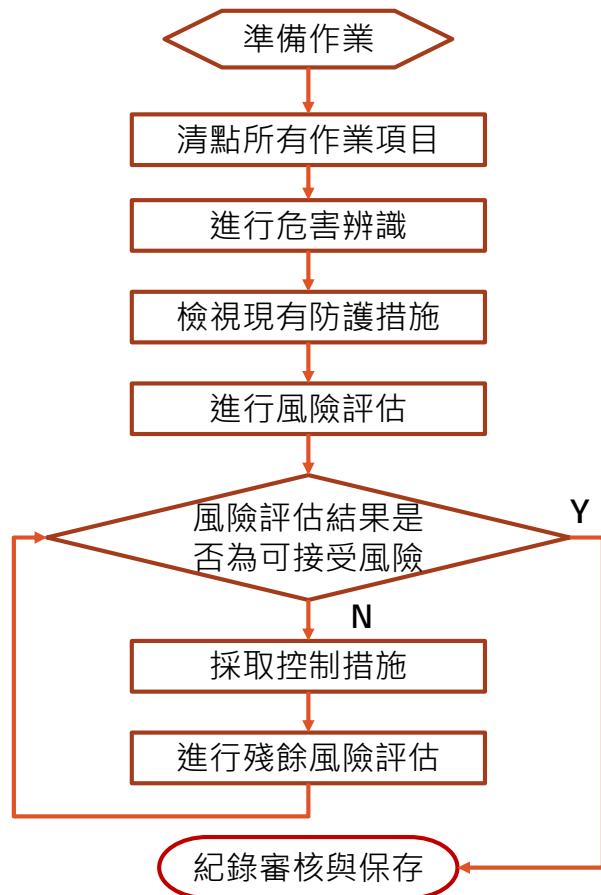 準備作業
清點所有作業項目
進行危害辨識
檢視現有防護措施
進行風險評估
風險評估結果是
否為可接受風險
Y
N
採取控制措施
進行殘餘風險評估
紀錄審核與保存